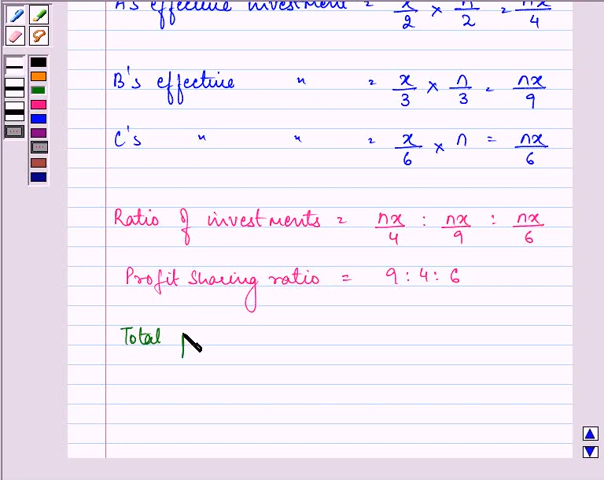 A's effective investment = x/2 × n/2 = nx/4
B's effective " = x/3 × n/3 = nx/9
C's " " = x/6 × n = nx/6
Ratio of investments = nx/4 : nx/9 : nx/6
Profit sharing ratio = 9 : 4 : 6
Total